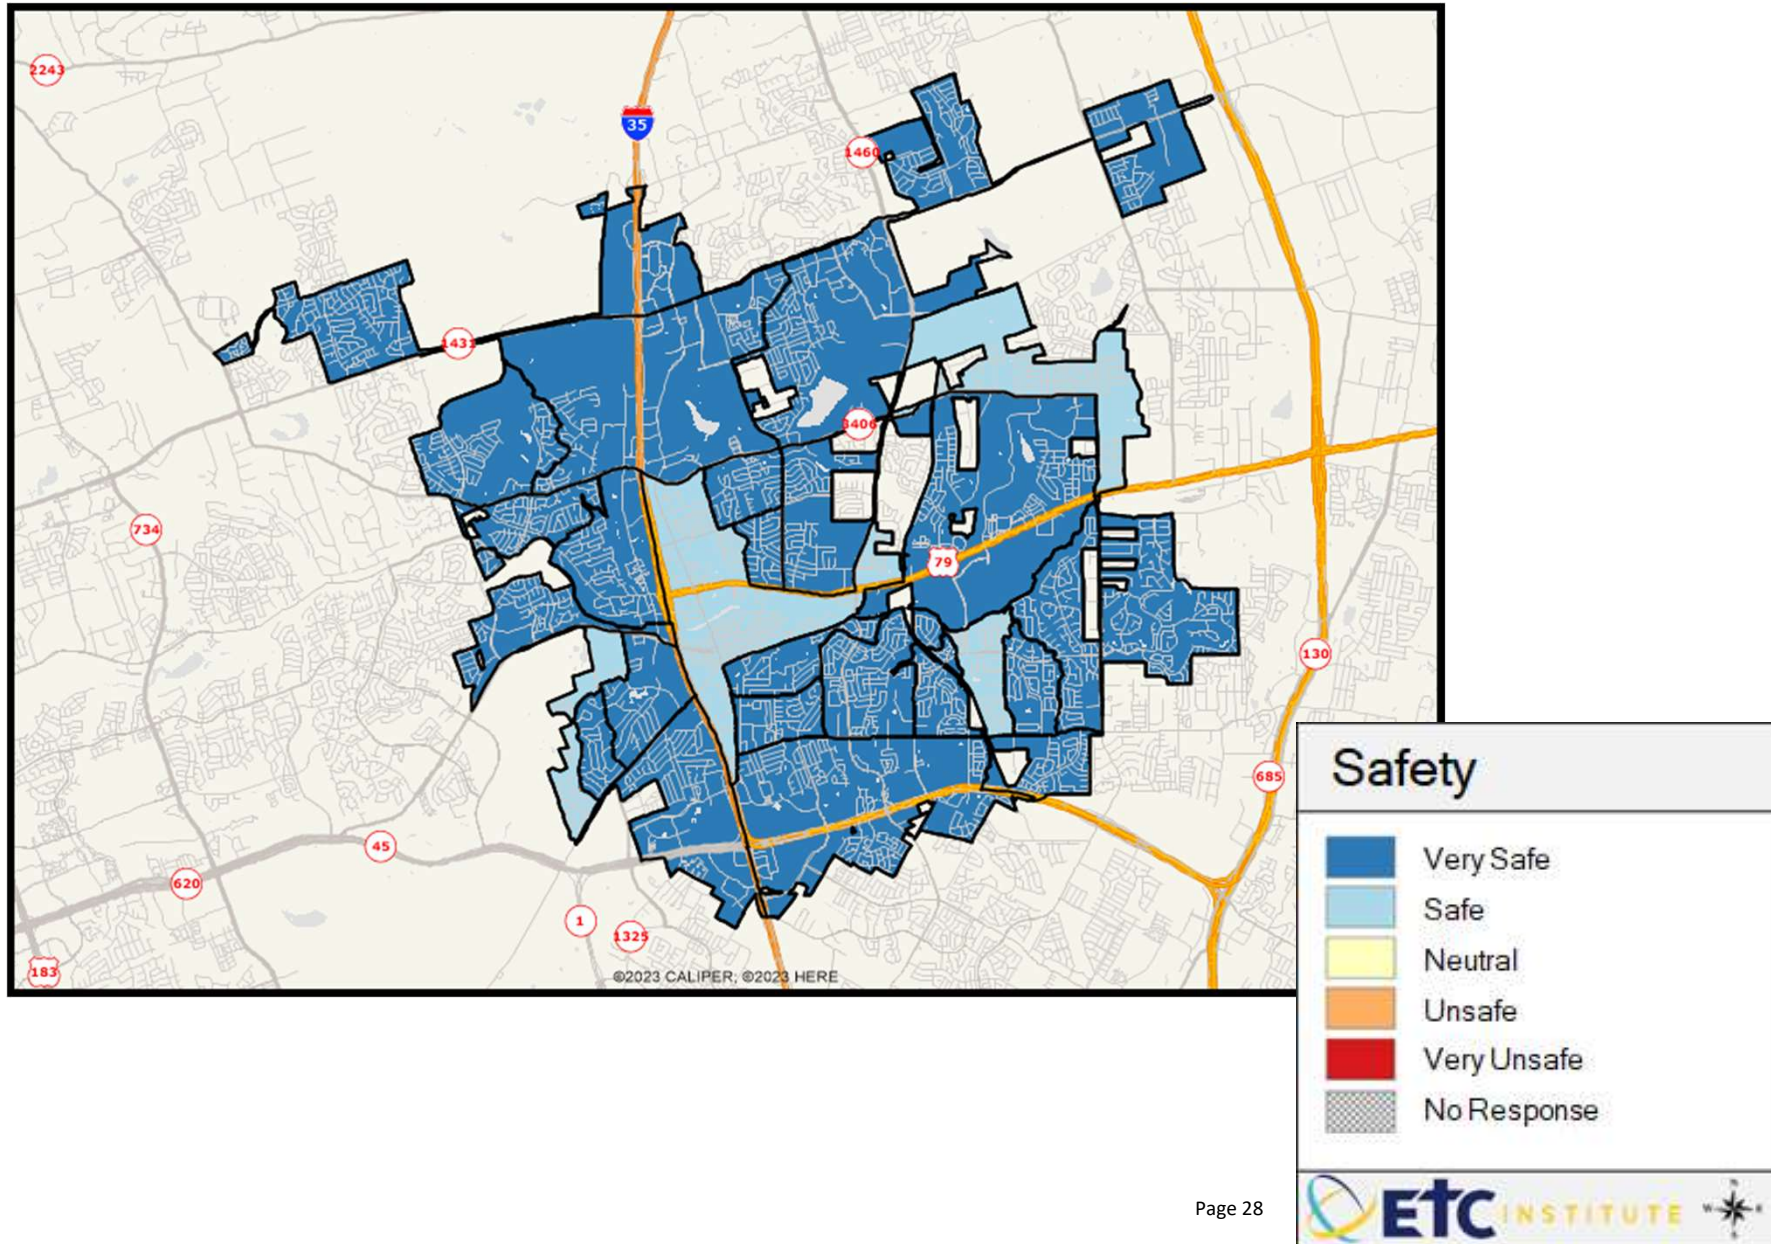 2243
35
1460
1431
3406
734
79
130
685
45
620
1
1325
183
©2023 CALIPER; ©2023 HERE
Safety
Very Safe
Safe
Neutral
Unsafe
Very Unsafe
No Response
Page 28
ETC INSTITUTE